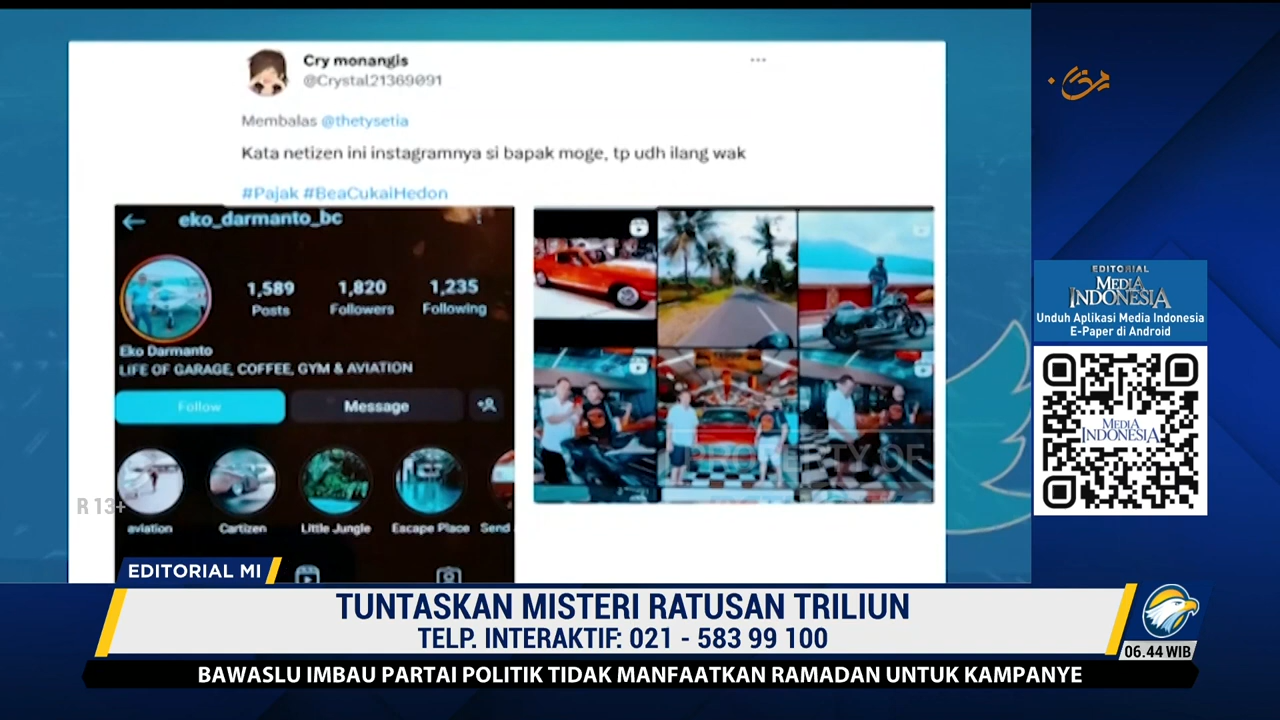 Cry monangis
@Crystal21369091
Membalas @thetysetia
Kata netizen ini instagramnya si bapak moge, tp udh ilang wak
#Pajak #BeaCukaiHedon
eko_darmanto_bc
1,589 1,820 1,235
Posts Followers Following
Eko Darmanto
LIFE OF GARAGE, COFFEE, GYM & AVIATION
Follow Message
aviation Cartizen Little Jungle Escape Place Send
PROPERTY OF
R 13+
EDITORIAL
MEDIA
INDONESIA
Unduh Aplikasi Media Indonesia
E-Paper di Android
MEDIA
INDONESIA
EDITORIAL MI
TUNTASKAN MISTERI RATUSAN TRILIUN
TELP. INTERAKTIF: 021 - 583 99 100
06.44 WIB
BAWASLU IMBAU PARTAI POLITIK TIDAK MANFAATKAN RAMADAN UNTUK KAMPANYE